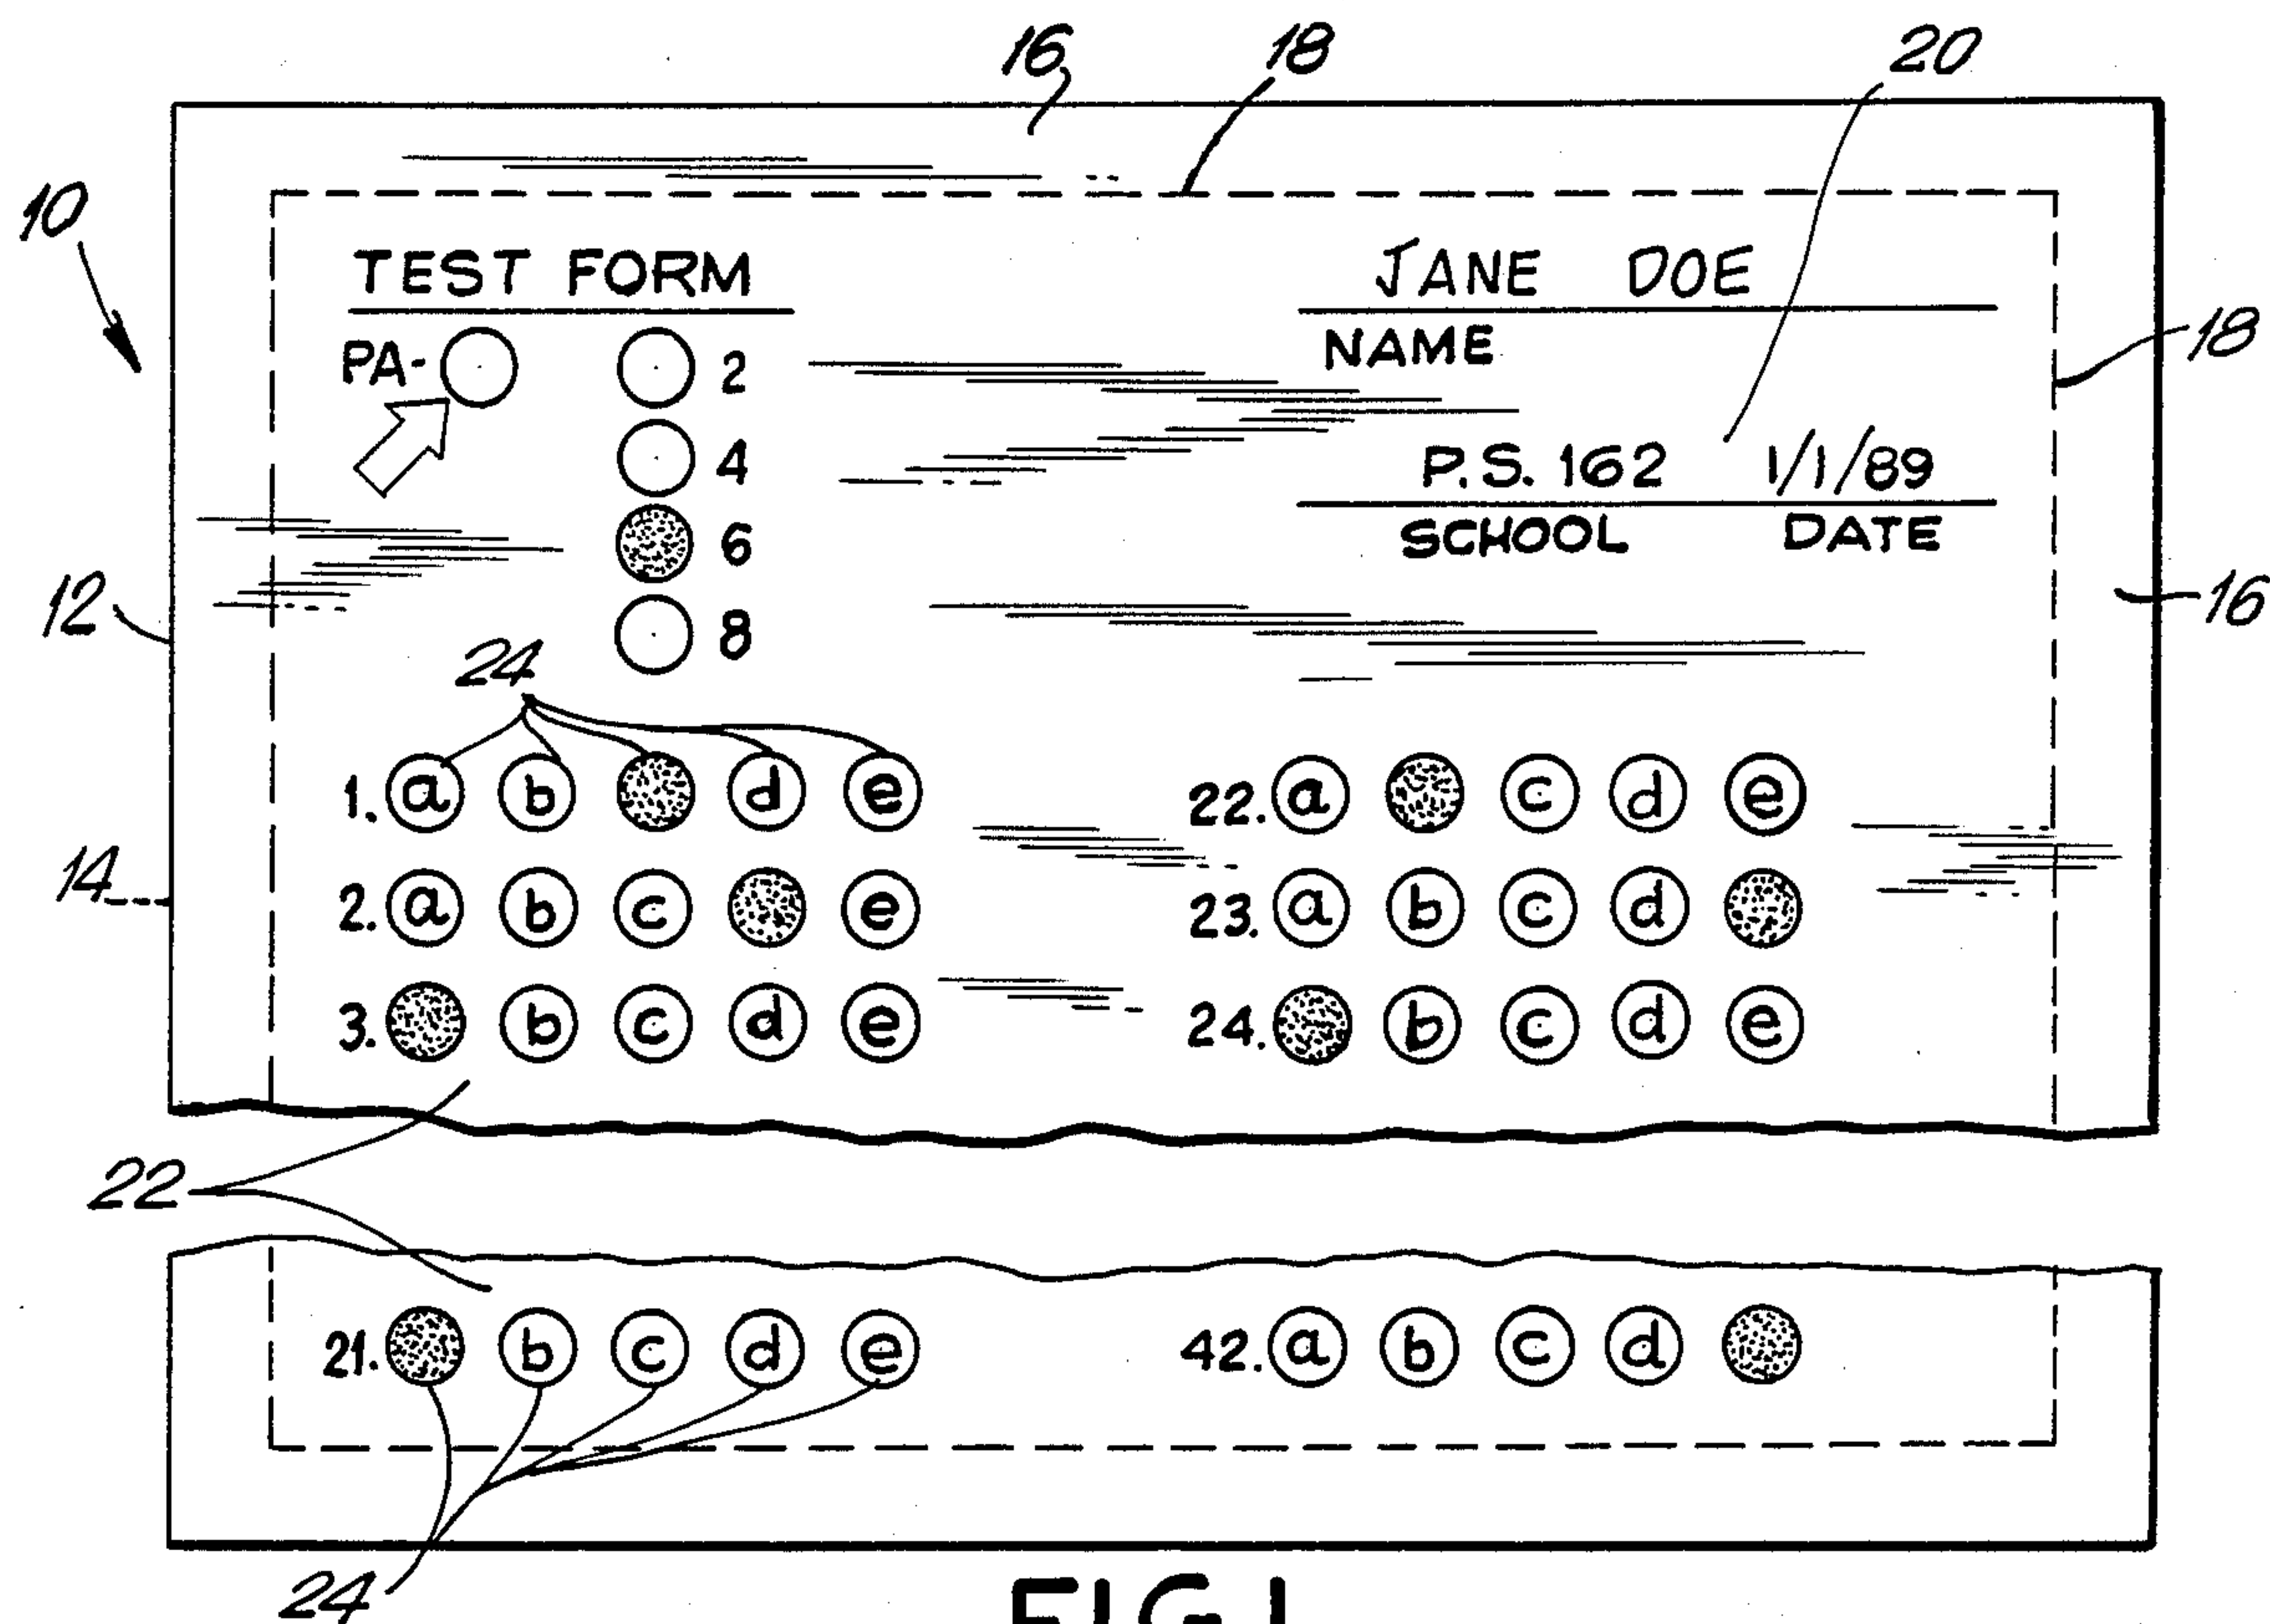 16 18 20
10
TEST FORM JANE DOE
PA- 2 NAME
18
4 P.S. 162 1/1/89
6 SCHOOL DATE
12 8 16
24
1. a b d e 22. a c d e
14
2. a b c e 23. a b c d
3. b c d e 24. b c d e
22
21. b c d e 42. a b c d
24
FIG. 1